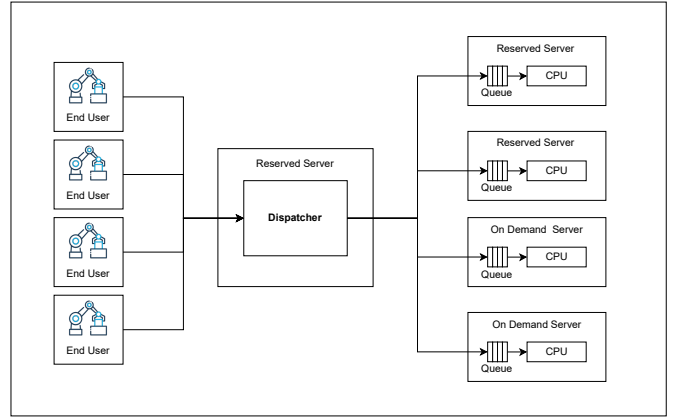 End User
End User
End User
End User
Reserved Server
Dispatcher
Reserved Server
CPU
Queue
Reserved Server
CPU
Queue
On Demand Server
CPU
Queue
On Demand Server
CPU
Queue